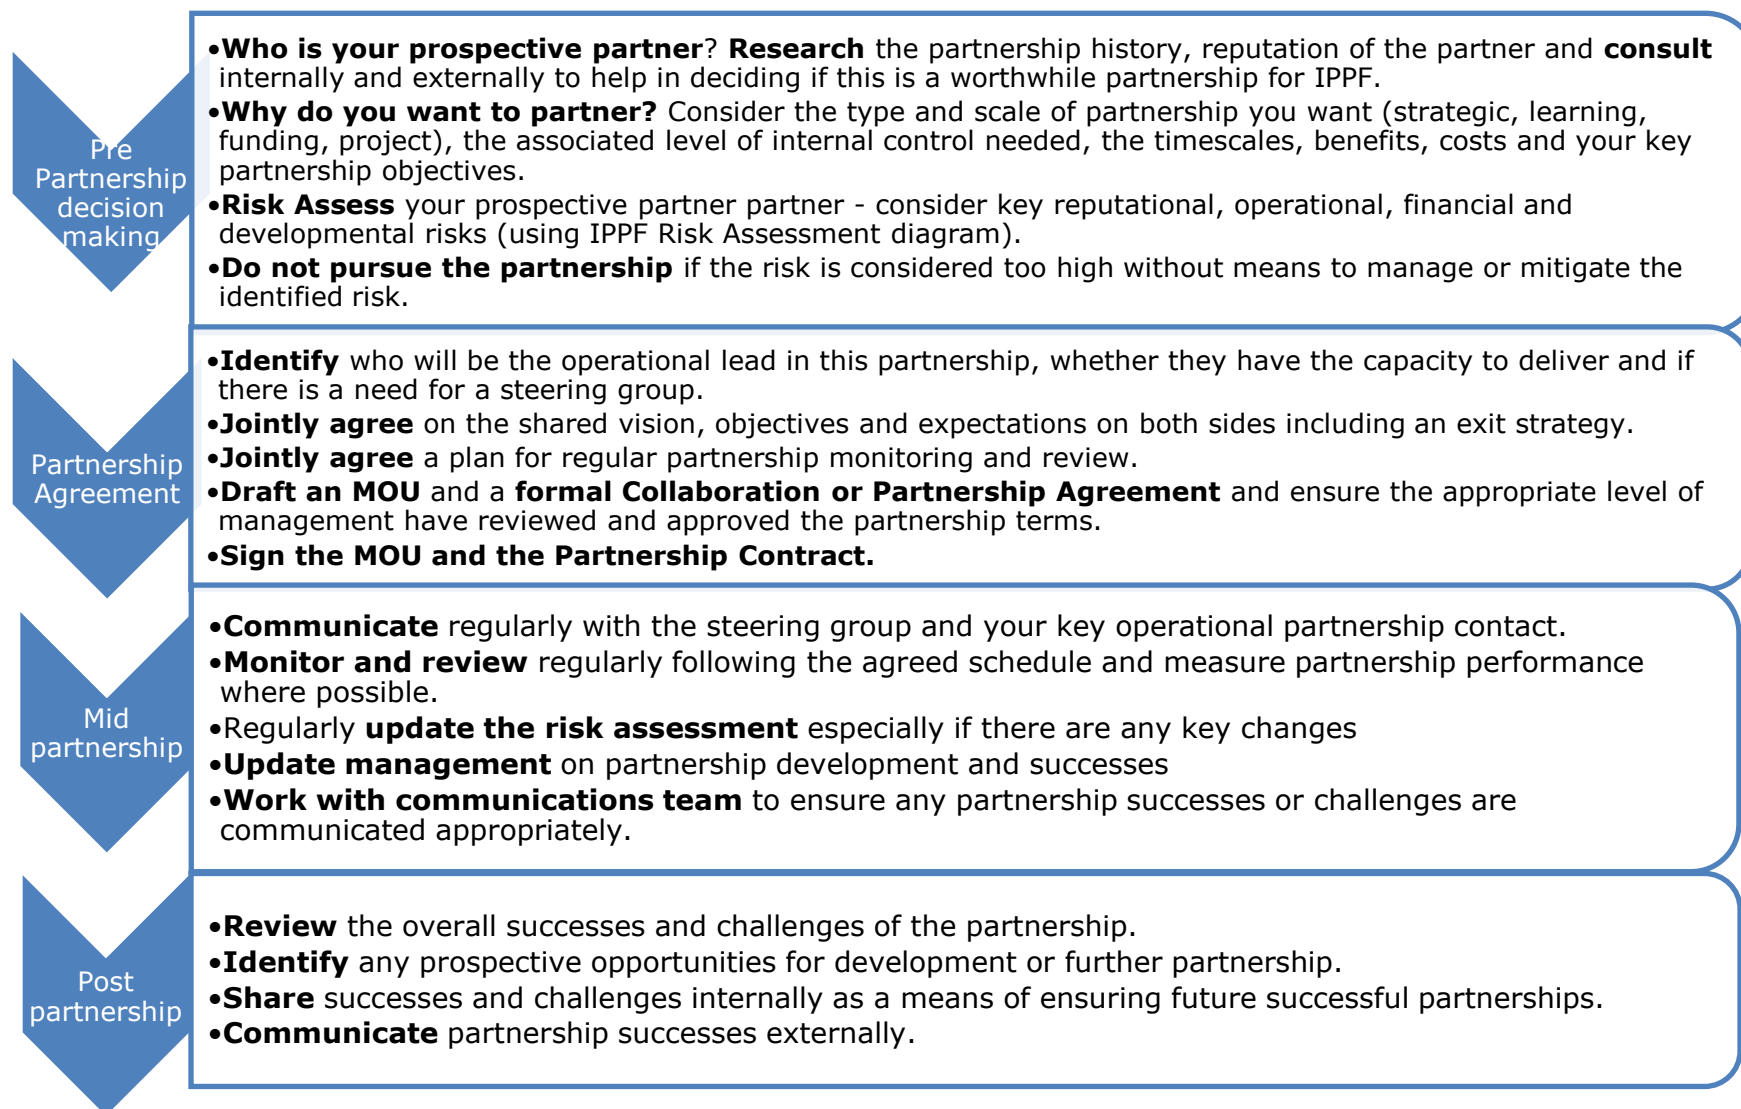 Pre
Partnership
decision
making
•Who is your prospective partner? Research the partnership history, reputation of the partner and consult
internally and externally to help in deciding if this is a worthwhile partnership for IPPF.
•Why do you want to partner? Consider the type and scale of partnership you want (strategic, learning,
funding, project), the associated level of internal control needed, the timescales, benefits, costs and your key
partnership objectives.
•Risk Assess your prospective partner partner - consider key reputational, operational, financial and
developmental risks (using IPPF Risk Assessment diagram).
•Do not pursue the partnership if the risk is considered too high without means to manage or mitigate the
identified risk.
Partnership
Agreement
•Identify who will be the operational lead in this partnership, whether they have the capacity to deliver and if
there is a need for a steering group.
•Jointly agree on the shared vision, objectives and expectations on both sides including an exit strategy.
•Jointly agree a plan for regular partnership monitoring and review.
•Draft an MOU and a formal Collaboration or Partnership Agreement and ensure the appropriate level of
management have reviewed and approved the partnership terms.
•Sign the MOU and the Partnership Contract.
Mid
partnership
•Communicate regularly with the steering group and your key operational partnership contact.
•Monitor and review regularly following the agreed schedule and measure partnership performance
where possible.
•Regularly update the risk assessment especially if there are any key changes
•Update management on partnership development and successes
•Work with communications team to ensure any partnership successes or challenges are
communicated appropriately.
Post
partnership
•Review the overall successes and challenges of the partnership.
•Identify any prospective opportunities for development or further partnership.
•Share successes and challenges internally as a means of ensuring future successful partnerships.
•Communicate partnership successes externally.